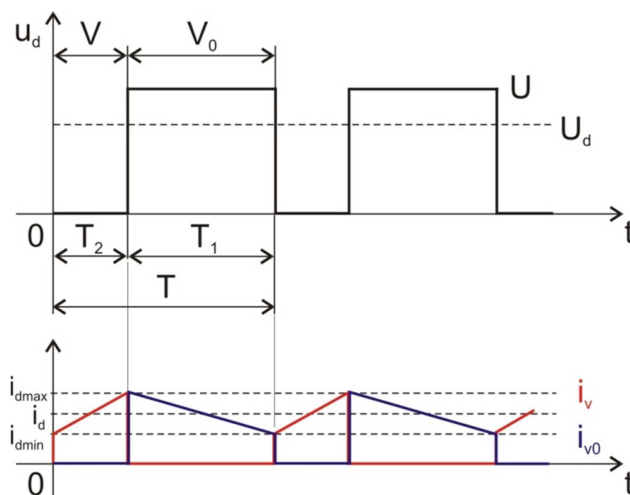 u_d
V
V_0
U
U_d
0
T_2
T_1
t
T
i_dmax
i_d
i_dmin
i_v
i_v0
0
t